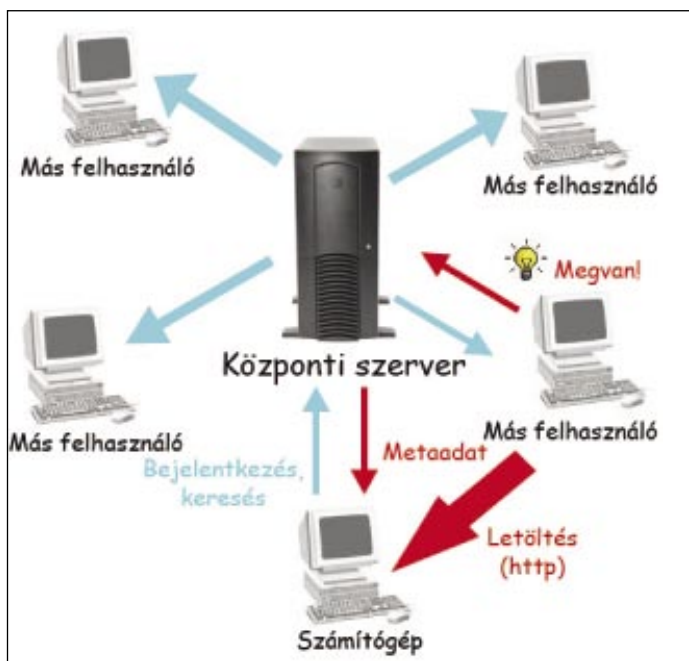 Más felhasználó
Más felhasználó
Megvan!
Központi szerver
Más felhasználó
Más felhasználó
Bejelentkezés,
keresés
Metaadat
Letöltés
(http)
Számítógép